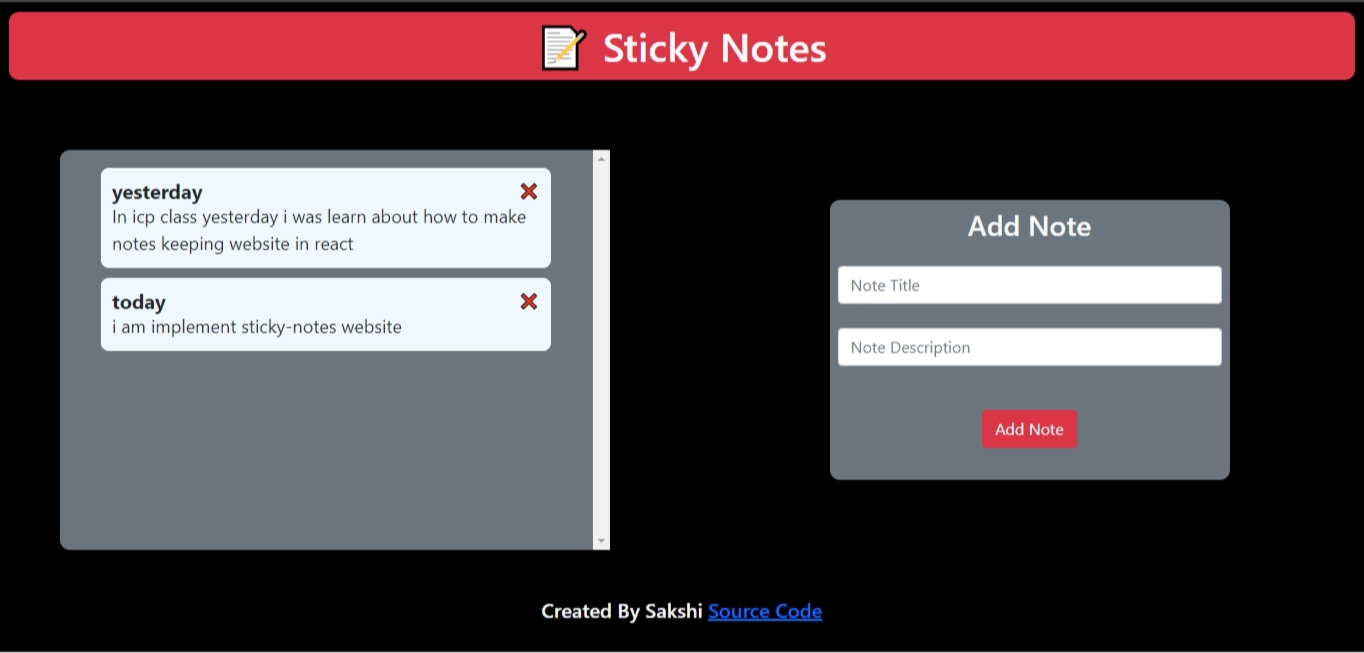 Sticky Notes
yesterday
In icp class yesterday i was learn about how to make
notes keeping website in react
today
i am implement sticky-notes website
Add Note
Note Title
Note Description
Add Note
Created By Sakshi Source Code